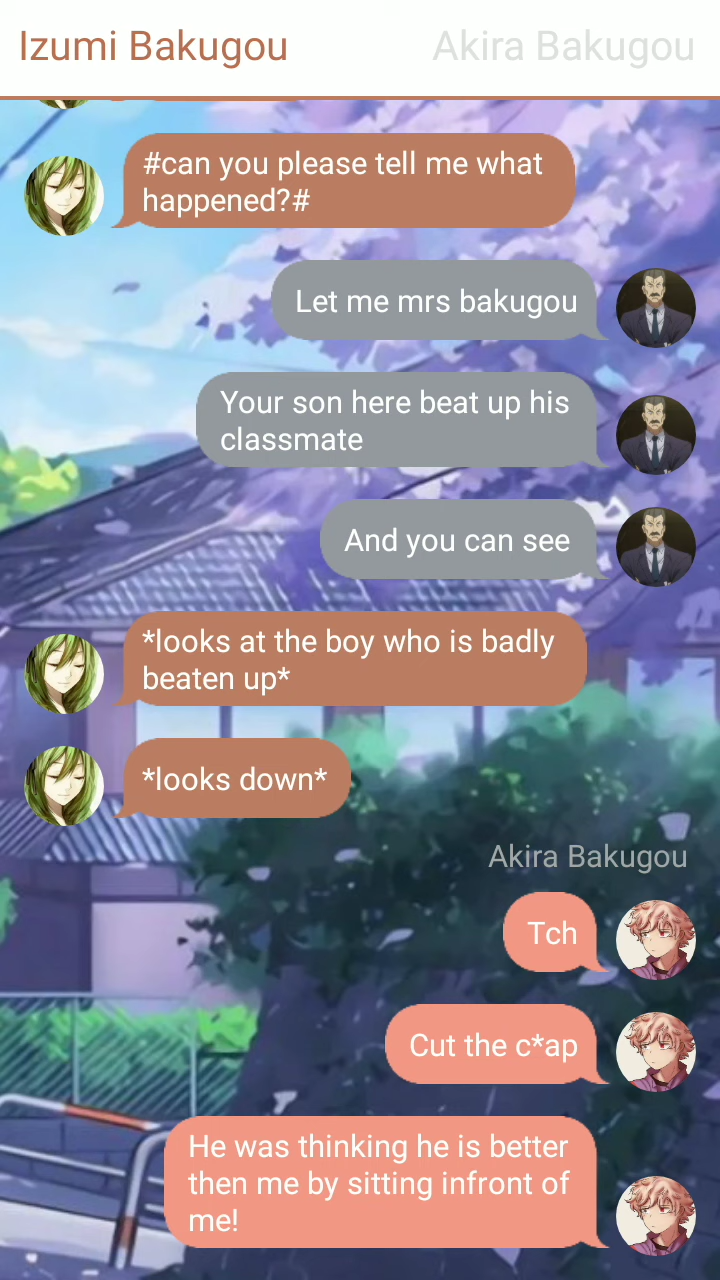 Izumi Bakugou
Akira Bakugou
#can you please tell me what
happened?#
Let me mrs bakugou
Your son here beat up his
classmate
And you can see
*looks at the boy who is badly
beaten up*
*looks down*
Akira Bakugou
Tch
Cut the c*ap
He was thinking he is better
then me by sitting infront of
me!